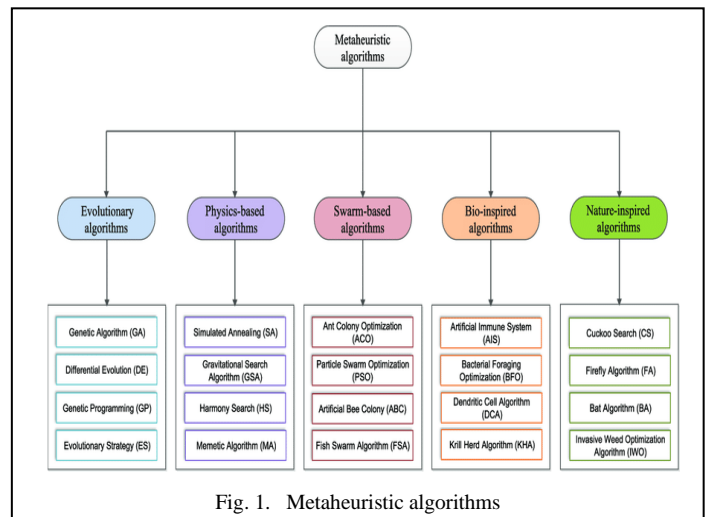 Metaheuristic
algorithms
Evolutionary
algorithms
Physics-based
algorithms
Swarm-based
algorithms
Bio-inspired
algorithms
Nature-inspired
algorithms
Genetic Algorithm (GA)
Differential Evolution (DE)
Genetic Programming (GP)
Evolutionary Strategy (ES)
Simulated Annealing (SA)
Gravitational Search
Algorithm (GSA)
Harmony Search (HS)
Memetic Algorithm (MA)
Ant Colony Optimization
(ACO)
Particle Swarm Optimization
(PSO)
Artificial Bee Colony (ABC)
Fish Swarm Algorithm (FSA)
Artificial Immune System
(AIS)
Bacterial Foraging
Optimization (BFO)
Dendritic Cell Algorithm
(DCA)
Krill Herd Algorithm (KHA)
Cuckoo Search (CS)
Firefly Algorithm (FA)
Bat Algorithm (BA)
Invasive Weed Optimization
Algorithm (IWO)
Fig. 1. Metaheuristic algorithms